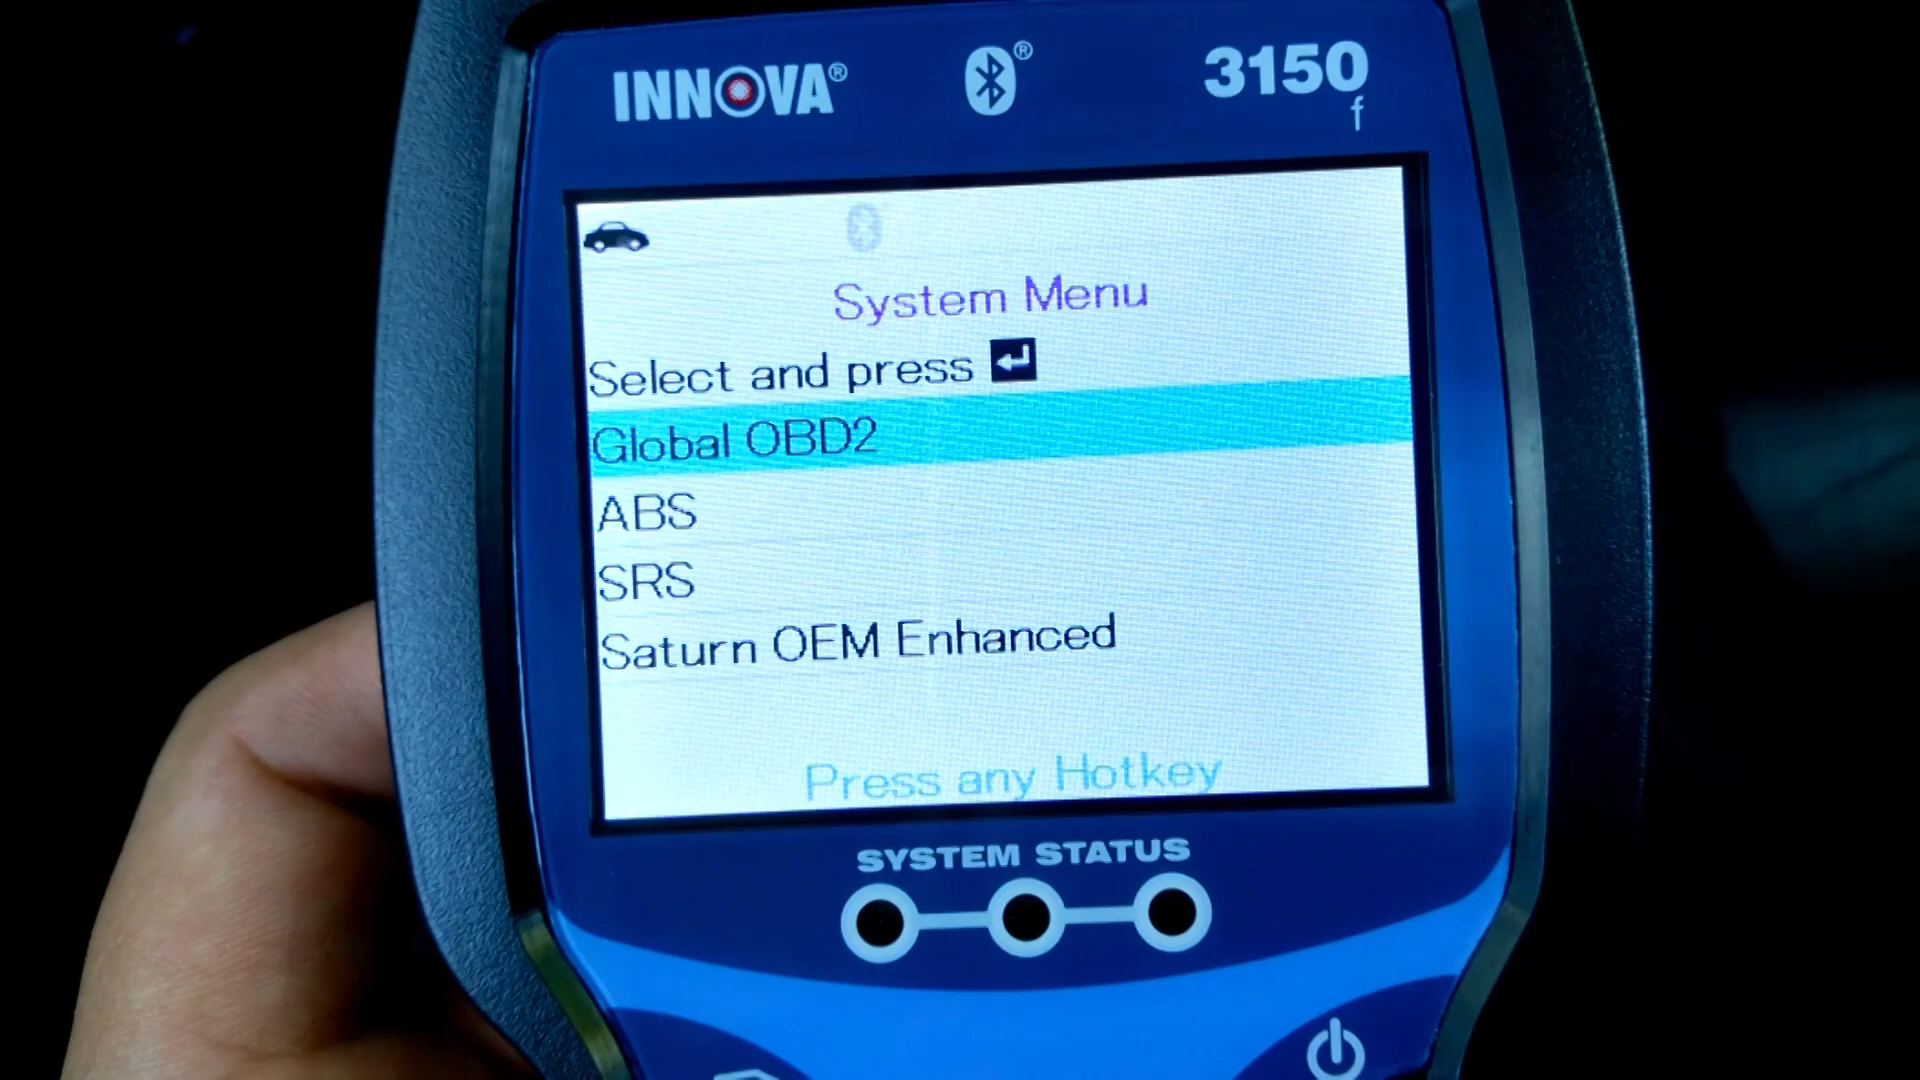 INNOVA® ® 3150
f
System Menu
Select and press
Global OBD2
ABS
SRS
Saturn OEM Enhanced
Press any Hotkey
SYSTEM STATUS